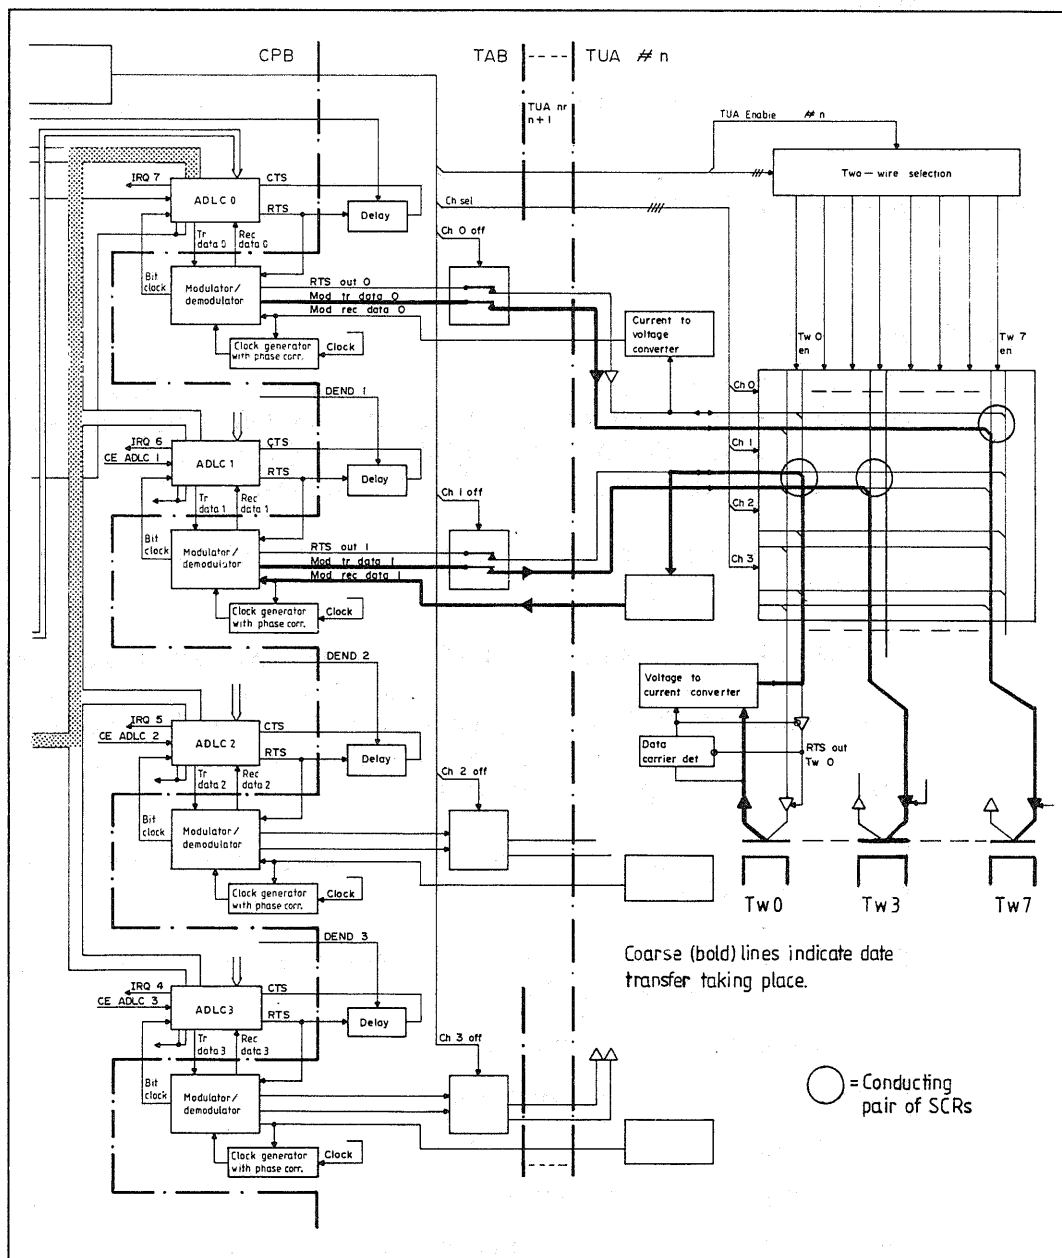 CPB
TAB
TUA # n
TUA nr
n + 1
TUA Enable # n
Two-wire selection
IRQ 7
CTS
ADLC 0
RTS
Delay
Ch sel
Tr
data 0
Rec
data 0
Ch 0 off
Bit
clock
Modulator/
demodulator
RTS out 0
Mod tr data 0
Mod rec data 0
Clock generator
with phase corr.
Clock
Current to
voltage
converter
Tw 0
en
Tw 7
en
DEND 1
Ch 0
IRQ 6
CTS
CE ADLC 1
ADLC 1
RTS
Delay
Ch 1
Tr
data 1
Rec
data 1
Ch 1 off
Ch 2
Bit
clock
Modulator/
demodulator
RTS out 1
Mod tr data 1
Mod rec data 1
Ch 3
Clock generator
with phase corr.
Clock
DEND 2
Voltage to
current converter
IRQ 5
CTS
CE ADLC 2
ADLC 2
RTS
Delay
Data
carrier det
RTS out
Tw 0
Tr
data 2
Rec
data 2
Ch 2 off
Bit
clock
Modulator/
demodulator
Clock generator
with phase corr.
Clock
Tw0
Tw3
Tw7
DEND 3
Coarse (bold) lines indicate date
transfer taking place.
IRQ 4
CTS
CE ADLC 3
ADLC 3
RTS
Delay
Tr
data 3
Rec
data 3
Ch 3 off
Bit
clock
Modulator/
demodulator
Clock generator
with phase corr.
Clock
= Conducting
pair of SCRs